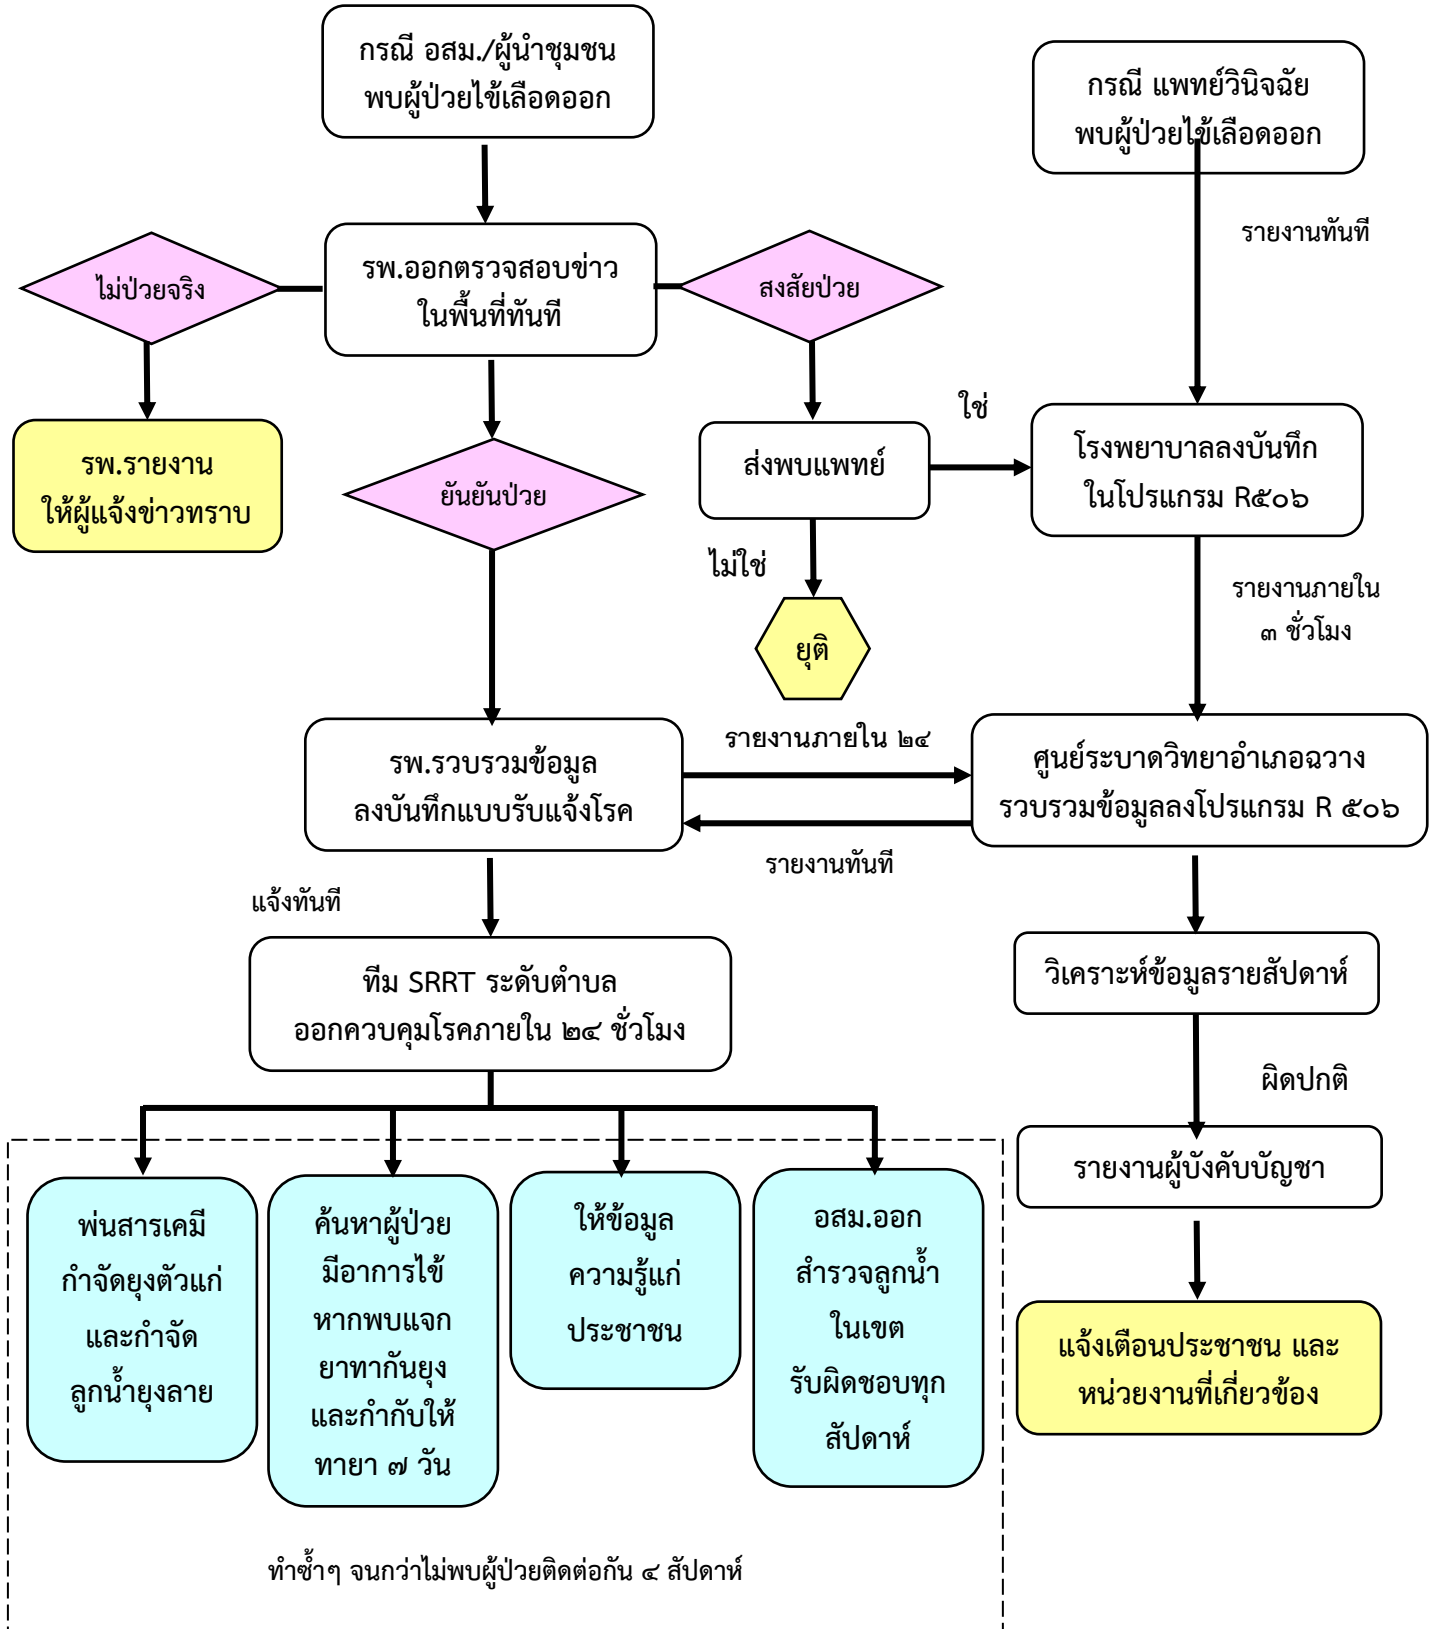 กรณี อสม./ผู้นำชุมชน
พบผู้ป่วยไข้เลือดออก
กรณี แพทย์วินิจฉัย
พบผู้ป่วยไข้เลือดออก
รายงานทันที
ไม่ป่วยจริง
รพ.ออกตรวจสอบข่าว
ในพื้นที่ทันที
สงสัยป่วย
รพ.รายงาน
ให้ผู้แจ้งข่าวทราบ
ยันยันป่วย
ส่งพบแพทย์
ใช่
โรงพยาบาลลงบันทึก
ในโปรแกรม R๕๐๖
ไม่ใช่
ยุติ
รายงานภายใน
๓ ชั่วโมง
รพ.รวบรวมข้อมูล
ลงบันทึกแบบรับแจ้งโรค
รายงานภายใน ๒๔
ศูนย์ระบาดวิทยาอำเภอฉวาง
รวบรวมข้อมูลลงโปรแกรม R ๕๐๖
รายงานทันที
แจ้งทันที
ทีม SRRT ระดับตำบล
ออกควบคุมโรคภายใน ๒๔ ชั่วโมง
วิเคราะห์ข้อมูลรายสัปดาห์
ผิดปกติ
รายงานผู้บังคับบัญชา
พ่นสารเคมี
กำจัดยุงตัวแก่
และกำจัด
ลูกน้ำยุงลาย
ค้นหาผู้ป่วย
มีอาการไข้
หากพบแจก
ยาทากันยุง
และกำกับให้
ทายา ๗ วัน
ให้ข้อมูล
ความรู้แก่
ประชาชน
อสม.ออก
สำรวจลูกน้ำ
ในเขต
รับผิดชอบทุก
สัปดาห์
แจ้งเตือนประชาชน และ
หน่วยงานที่เกี่ยวข้อง
ทำซ้ำๆ จนกว่าไม่พบผู้ป่วยติดต่อกัน ๔ สัปดาห์